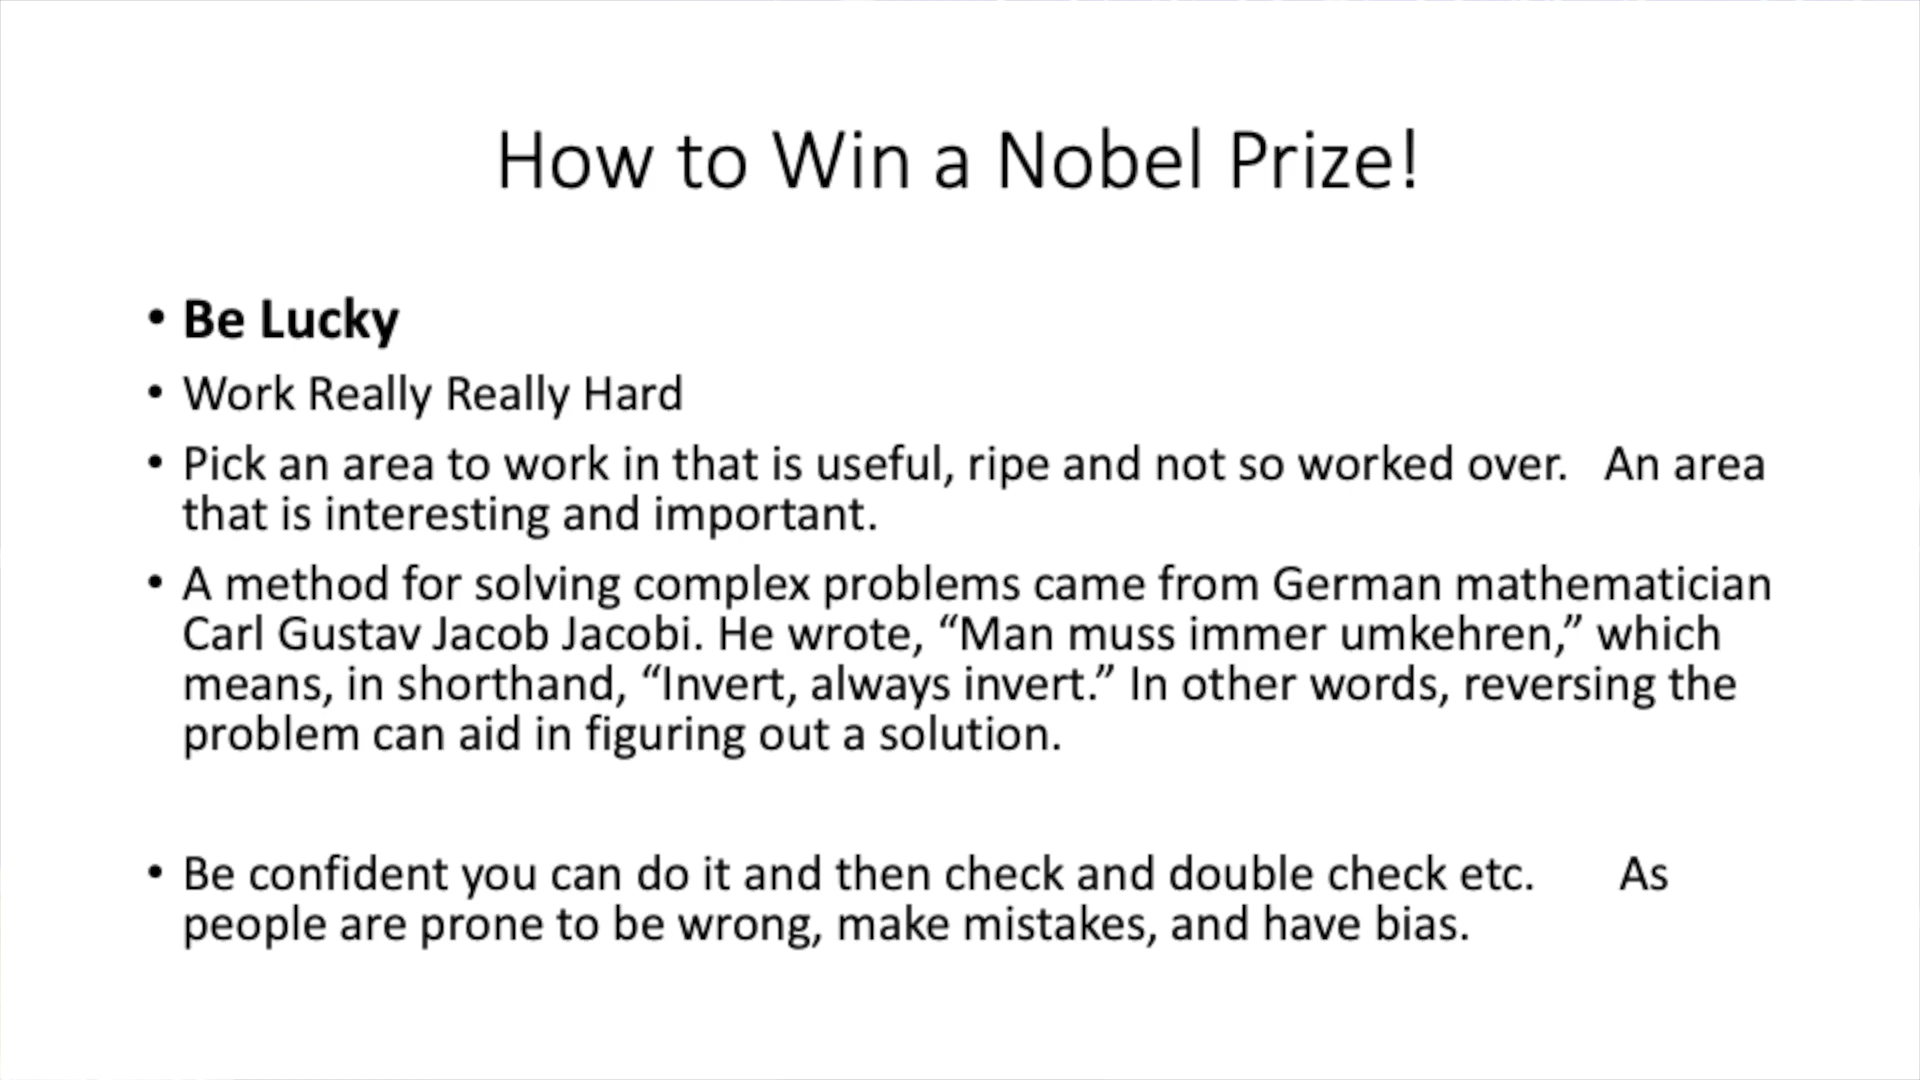 How to Win a Nobel Prize!
• Be Lucky
• Work Really Really Hard
• Pick an area to work in that is useful, ripe and not so worked over.   An area
that is interesting and important.
• A method for solving complex problems came from German mathematician
Carl Gustav Jacob Jacobi. He wrote, “Man muss immer umkehren,” which
means, in shorthand, “Invert, always invert.” In other words, reversing the
problem can aid in figuring out a solution.
• Be confident you can do it and then check and double check etc.      As
people are prone to be wrong, make mistakes, and have bias.